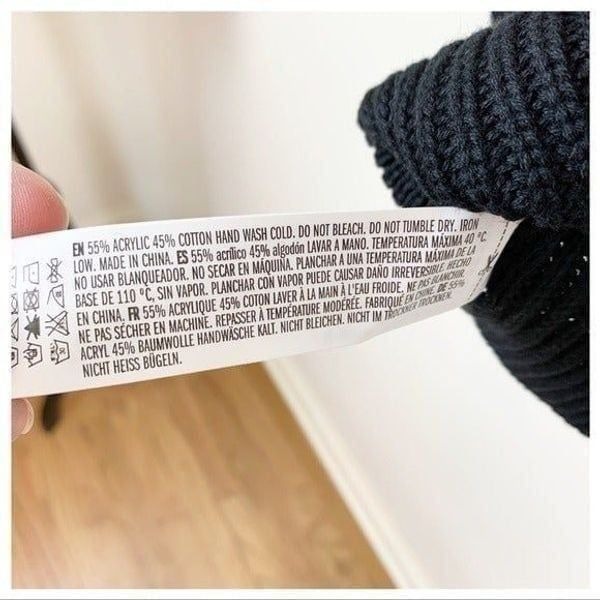 EN 55% ACRYLIC 45% COTTON HAND WASH COLD. DO NOT BLEACH. DO NOT TUMBLE DRY. IRON
LOW. MADE IN CHINA. ES 55% acrílico 45% algodón LAVAR A MANO. TEMPERATURA MÁXIMA 40 °C.
NO USAR BLANQUEADOR. NO SECAR EN MÁQUINA. PLANCHAR A UNA TEMPERATURA MÁXIMA DE LA
BASE DE 110 °C, SIN VAPOR. PLANCHAR CON VAPOR PUEDE CAUSAR DAÑO IRREVERSIBLE. HECHO
EN CHINA. FR 55% ACRYLIQUE 45% COTON LAVER À LA MAIN À L'EAU FROIDE. NE PAS BLANCHIR.
NE PAS SÉCHER EN MACHINE. REPASSER À TEMPÉRATURE MODÉRÉE. FABRIQUÉ EN CHINE. DE 55%
ACRYL 45% BAUMWOLLE HANDWÄSCHE KALT. NICHT BLEICHEN. NICHT IM TROCKNER TROCKNEN.
NICHT HEISS BÜGELN.